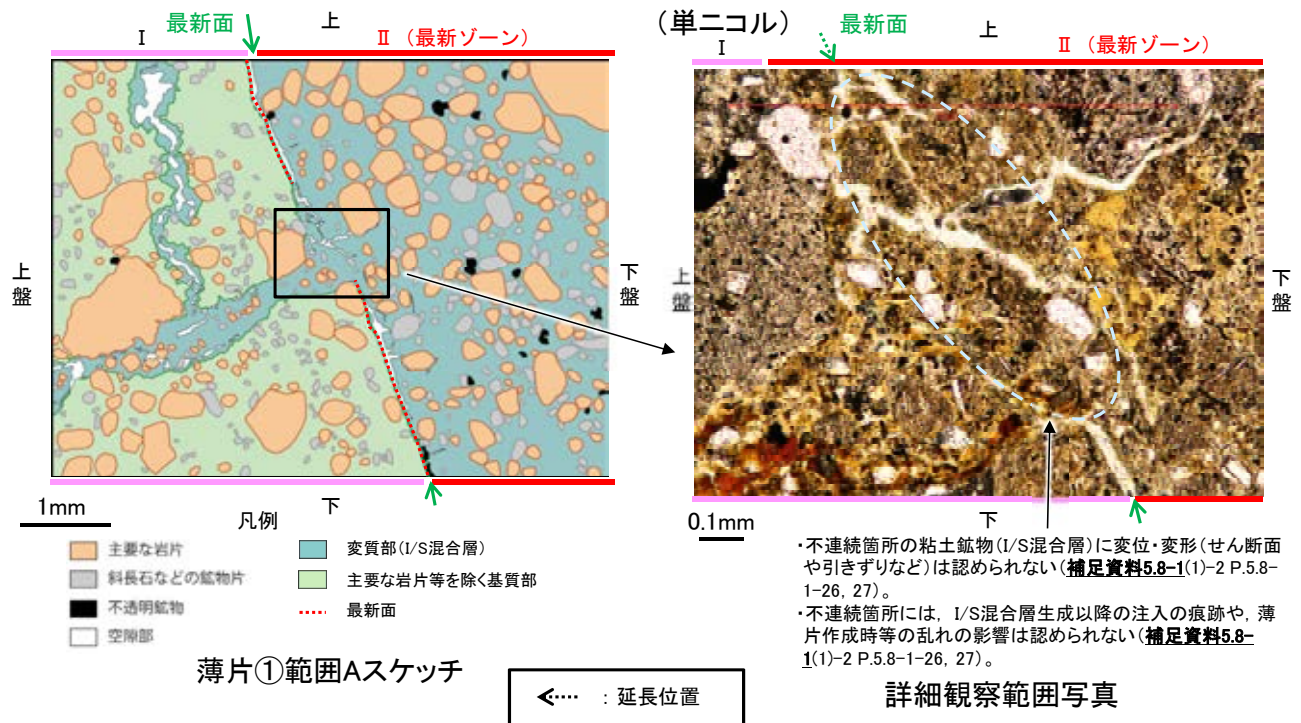 最新面
上
I
II（最新ゾーン）
上盤
下盤
下
1mm
凡例
主要な岩片
斜長石などの鉱物片
不透明鉱物
空隙部
変質部(I/S混合層)
主要な岩片等を除く基質部
最新面
薄片①範囲Aスケッチ
：延長位置
（単ニコル）
最新面
上
I
II（最新ゾーン）
上盤
下盤
下
0.1mm
・不連続箇所の粘土鉱物(I/S混合層)に変位・変形(せん断面
や引きずりなど)は認められない(補足資料5.8-1(1)-2 P.5.8-
1-26, 27)。
・不連続箇所には，I/S混合層生成以降の注入の痕跡や，薄
片作成時等の乱れの影響は認められない(補足資料5.8-
1(1)-2 P.5.8-1-26, 27)。
詳細観察範囲写真